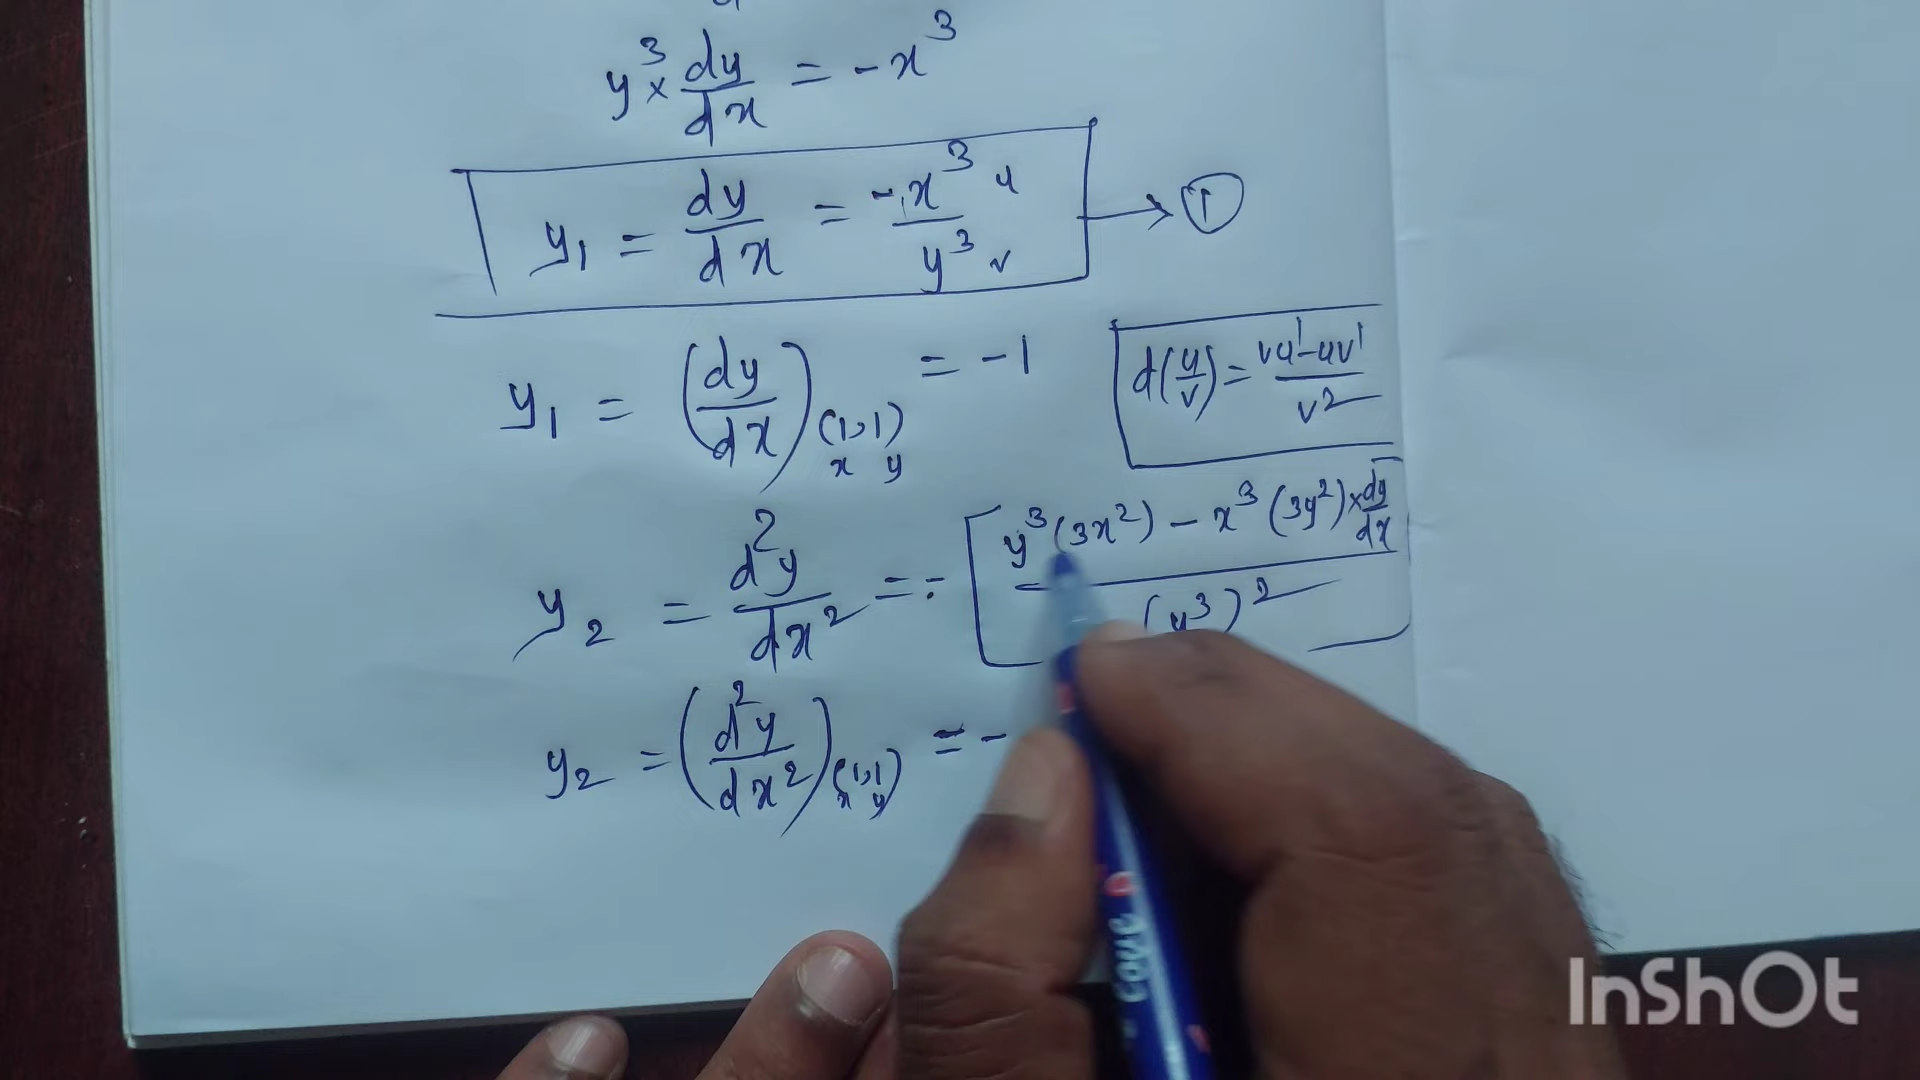 y³ × dy/dx = -x³
y₁ = dy/dx = -x³ u / y³ v → ①
y₁ = (dy/dx)(1,1) = -1
x y
d(u/v) = vu' - uv' / v²
y₂ = d²y/dx² = - [y³(3x²) - x³(3y²) × dy/dx / (y³)²]
y₂ = (d²y/dx²)(1,1) = -
x y
InShOt